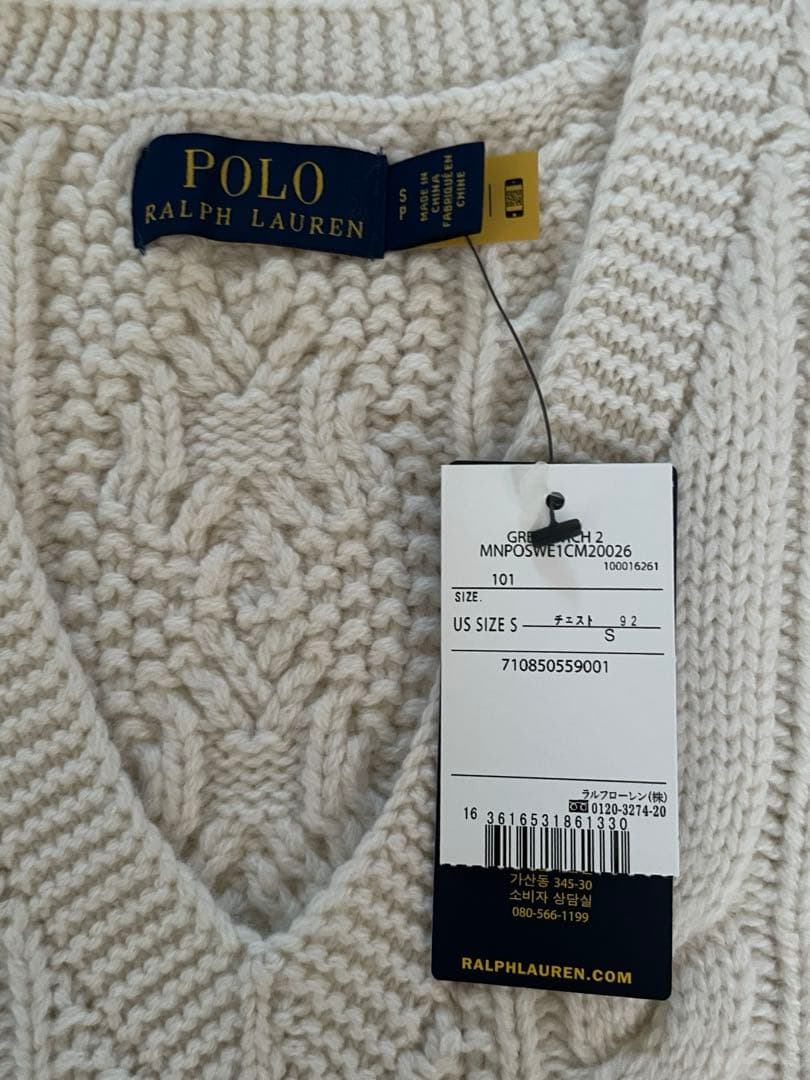 POLO
RALPH LAUREN
S
P
MADE IN
CHINA
FABRIQUÉ EN
CHINE
2
MNPOSWE1CM20026
100016261
101
SIZE.
US SIZE S チェスト 92
S
710850559001
ラルフローレン(株)
0120-3274-20
16 3616531861330
가산동 345-30
소비자 상담실
080-566-1199
RALPHLAUREN.COM